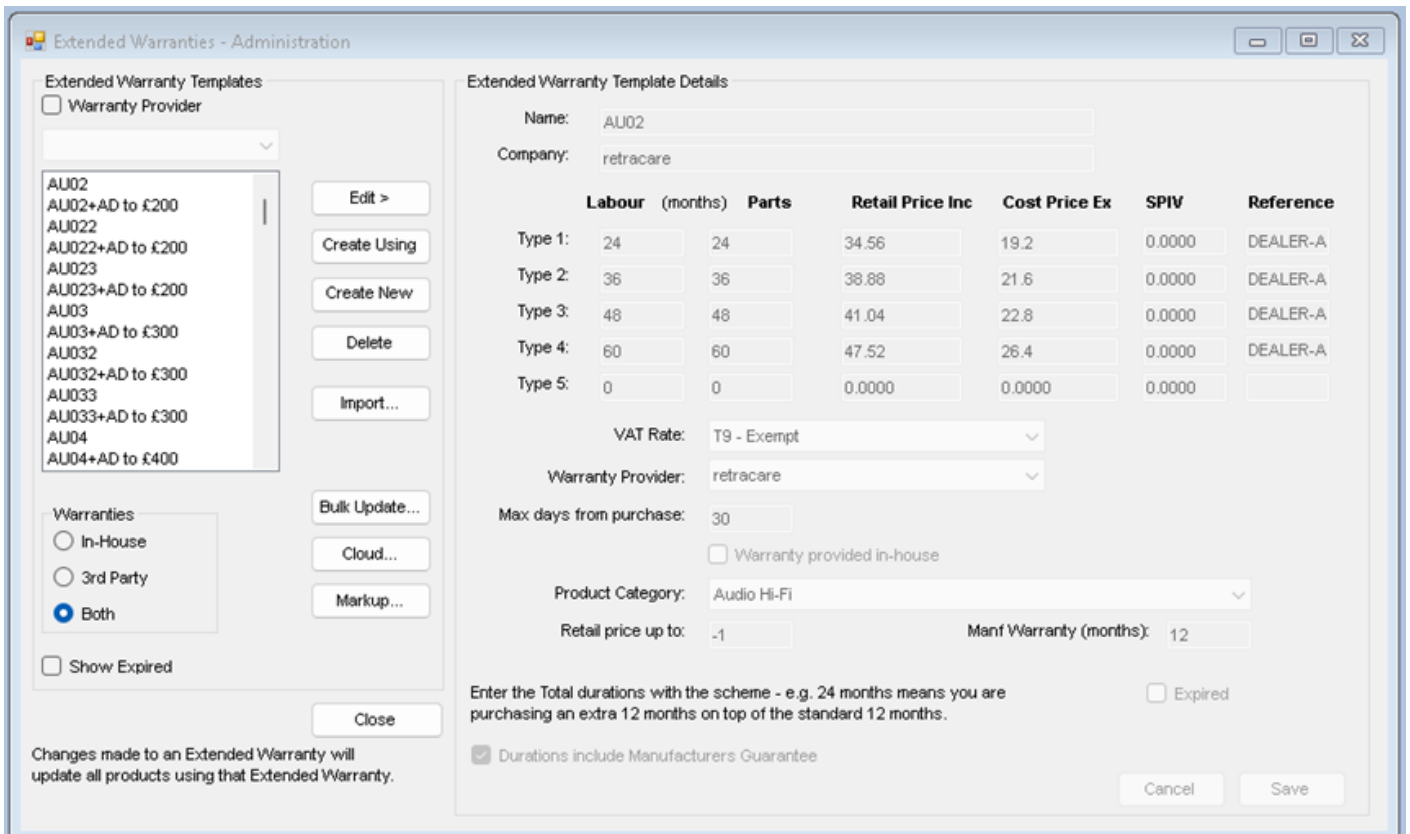 Extended Warranties - Administration
Extended Warranty Templates
Warranty Provider
AU02
AU02+AD to £200
AU022
AU022+AD to £200
AU023
AU023+AD to £200
AU03
AU03+AD to £300
AU032
AU032+AD to £300
AU033
AU033+AD to £300
AU04
AU04+AD to £400
Edit >
Create Using
Create New
Delete
Import...
Bulk Update...
Cloud...
Markup...
Warranties
In-House
3rd Party
Both
Show Expired
Close
Changes made to an Extended Warranty will
update all products using that Extended Warranty.
Extended Warranty Template Details
Name: AU02
Company: retracare
Labour (months) Parts Retail Price Inc Cost Price Ex SPIV Reference
Type 1: 24 24 34.56 19.2 0.0000 DEALER-A
Type 2: 36 36 38.88 21.6 0.0000 DEALER-A
Type 3: 48 48 41.04 22.8 0.0000 DEALER-A
Type 4: 60 60 47.52 26.4 0.0000 DEALER-A
Type 5: 0 0 0.0000 0.0000 0.0000
VAT Rate: T9 - Exempt
Warranty Provider: retracare
Max days from purchase: 30
Warranty provided in-house
Product Category: Audio Hi-Fi
Retail price up to: -1 Manf Warranty (months): 12
Enter the Total durations with the scheme - e.g. 24 months means you are
purchasing an extra 12 months on top of the standard 12 months.
Expired
Durations include Manufacturers Guarantee
Cancel Save